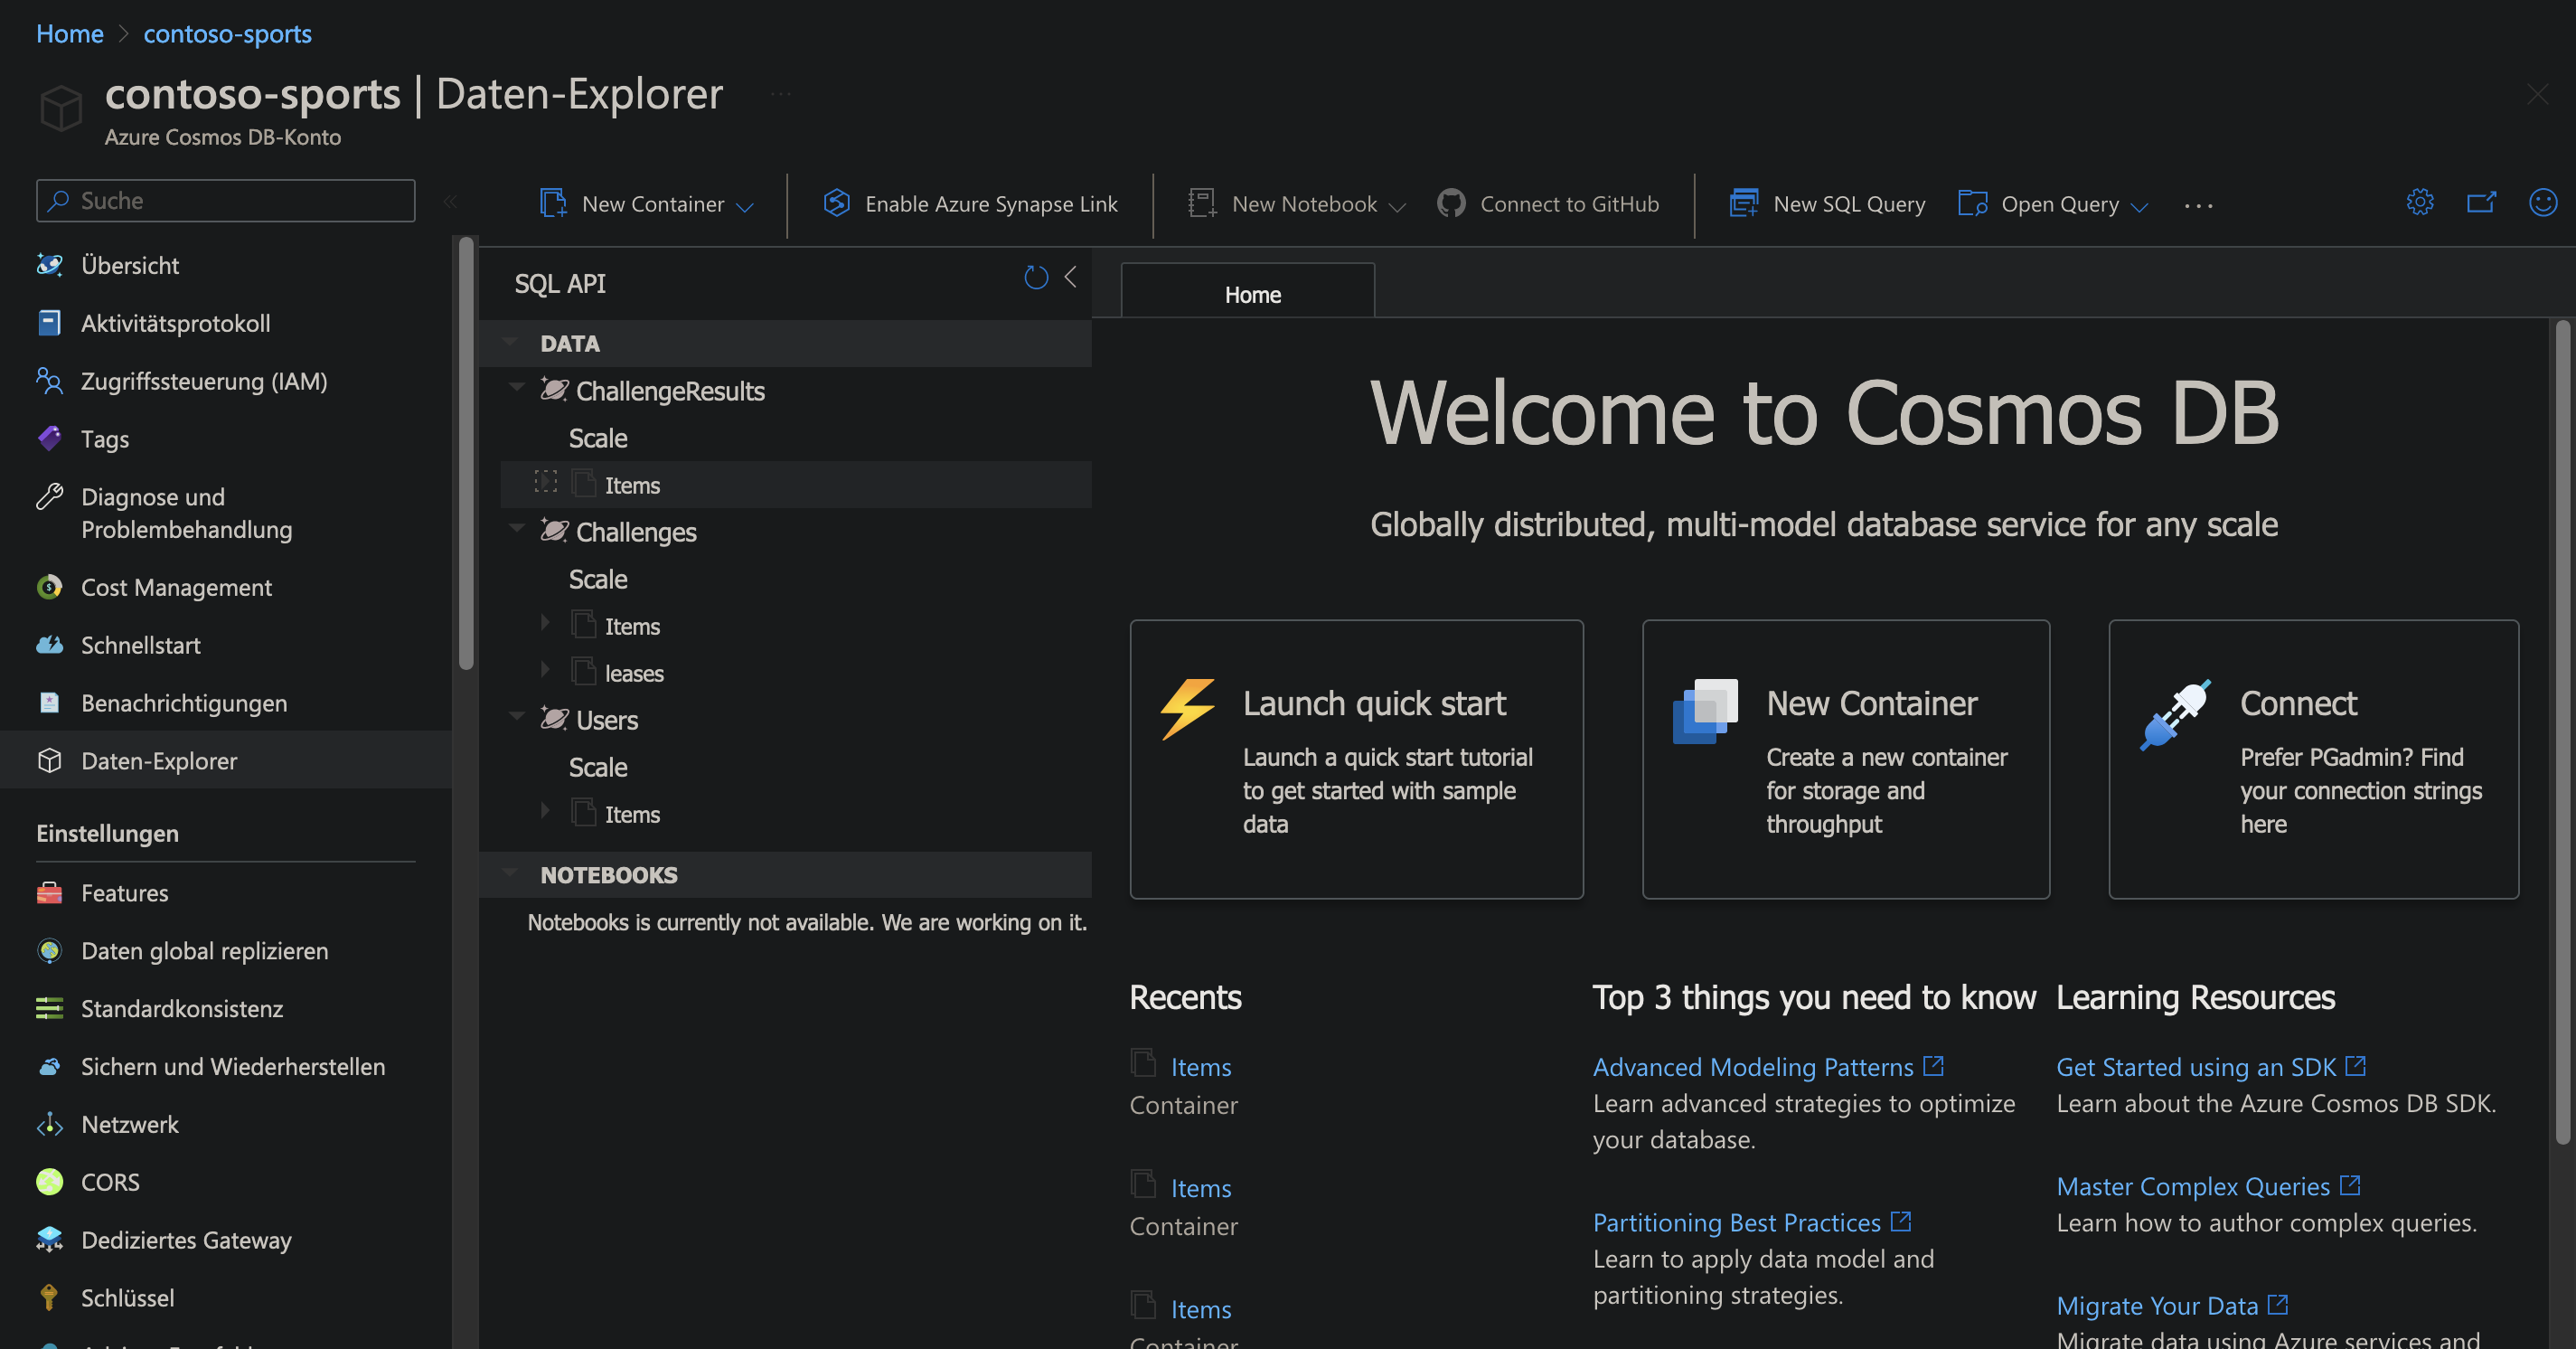 Home > contoso-sports
contoso-sports | Daten-Explorer ...
Azure Cosmos DB-Konto
Suche
«
Übersicht
Aktivitätsprotokoll
Zugriffssteuerung (IAM)
Tags
Diagnose und
Problembehandlung
Cost Management
Schnellstart
Benachrichtigungen
Daten-Explorer
Einstellungen
Features
Daten global replizieren
Standardkonsistenz
Sichern und Wiederherstellen
Netzwerk
CORS
Dediziertes Gateway
Schlüssel
New Container
Enable Azure Synapse Link
New Notebook
Connect to GitHub
New SQL Query
Open Query
...
SQL API
DATA
ChallengeResults
Scale
Items
Challenges
Scale
Items
leases
Users
Scale
Items
NOTEBOOKS
Notebooks is currently not available. We are working on it.
Home
Welcome to Cosmos DB
Globally distributed, multi-model database service for any scale
Launch quick start
Launch a quick start tutorial
to get started with sample
data
New Container
Create a new container
for storage and
throughput
Connect
Prefer PGadmin? Find
your connection strings
here
Recents
Items
Container
Items
Container
Items
Container
Top 3 things you need to know
Advanced Modeling Patterns
Learn advanced strategies to optimize
your database.
Partitioning Best Practices
Learn to apply data model and
partitioning strategies.
Learning Resources
Get Started using an SDK
Learn about the Azure Cosmos DB SDK.
Master Complex Queries
Learn how to author complex queries.
Migrate Your Data
Migrate data using Azure services and